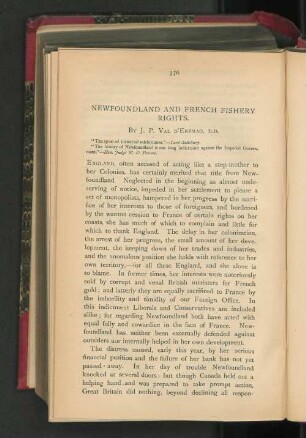 376
NEWFOUNDLAND AND FRENCH FISHERY
RIGHTS.
BY J. P. VAL D'EREMAO, D.D.
"The sport of historical misfortune."—Lord Salisbury.
"The history of Newfoundland is one long indictment against the Imperial Govern-
ment."—Hon. Judge D. W. Prowse.
ENGLAND, often accused of acting like a step-mother to
her Colonies, has certainly merited that title from New-
foundland. Neglected in the beginning as almost unde-
serving of notice, impeded in her settlement to please a
set of monopolists, hampered in her progress by the sacri-
fice of her interests to those of foreigners, and burdened
by the wanton cession to France of certain rights on her
coasts, she has much of which to complain and little for
which to thank England. The delay in her colonization,
the arrest of her progress, the small amount of her deve-
lopment, the keeping down of her trades and industries,
and the anomalous position she holds with reference to her
own territory,—for all these England, and she alone is
to blame. In former times, her interests were notoriously
sold by corrupt and venal British ministers for French
gold; and latterly they are equally sacrificed to France by
the imbecility and timidity of our Foreign Office. In
this indictment Liberals and Conservatives are included
alike; for regarding Newfoundland both have acted with
equal folly and cowardice in the face of France. New-
foundland has neither been externally defended against
outsiders nor internally helped in her own development.
The distress caused, early this year, by her serious
financial position and the failure of her bank has not yet
passed away. In her day of trouble Newfoundland
knocked at several doors: but though Canada held out a
helping hand and was prepared to take prompt action,
Great Britain did nothing, beyond declining all respon-